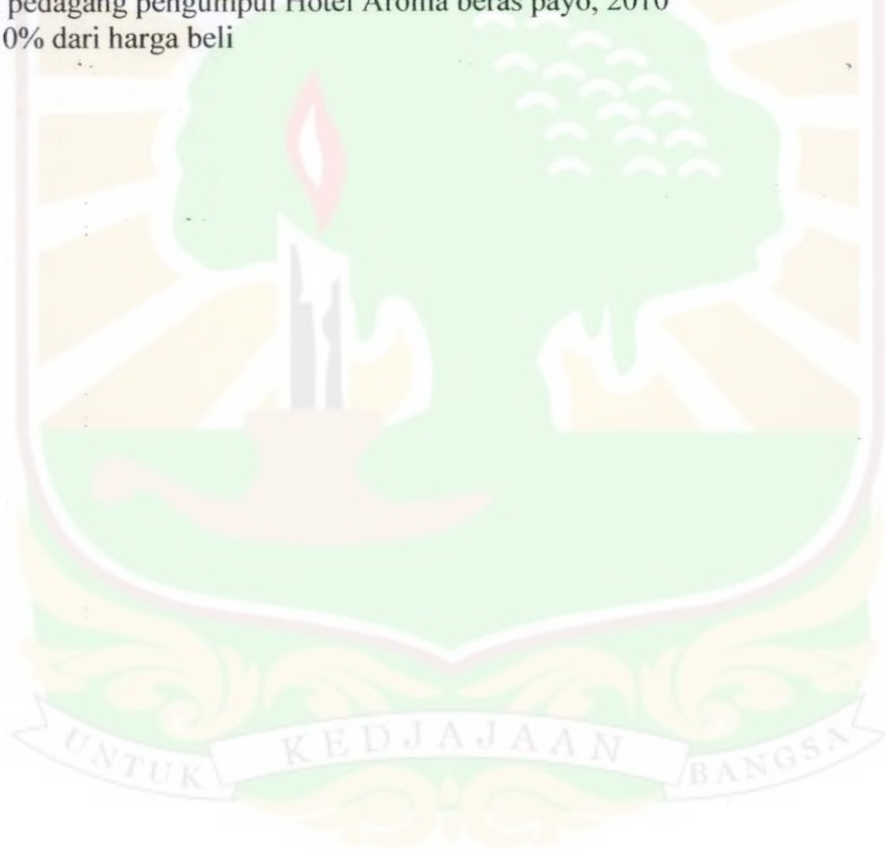 pedagang pengumpul Hotel Aroma beras payo, 2010
0% dari harga beli
UNTUK KEDJAJAAN BANGSA